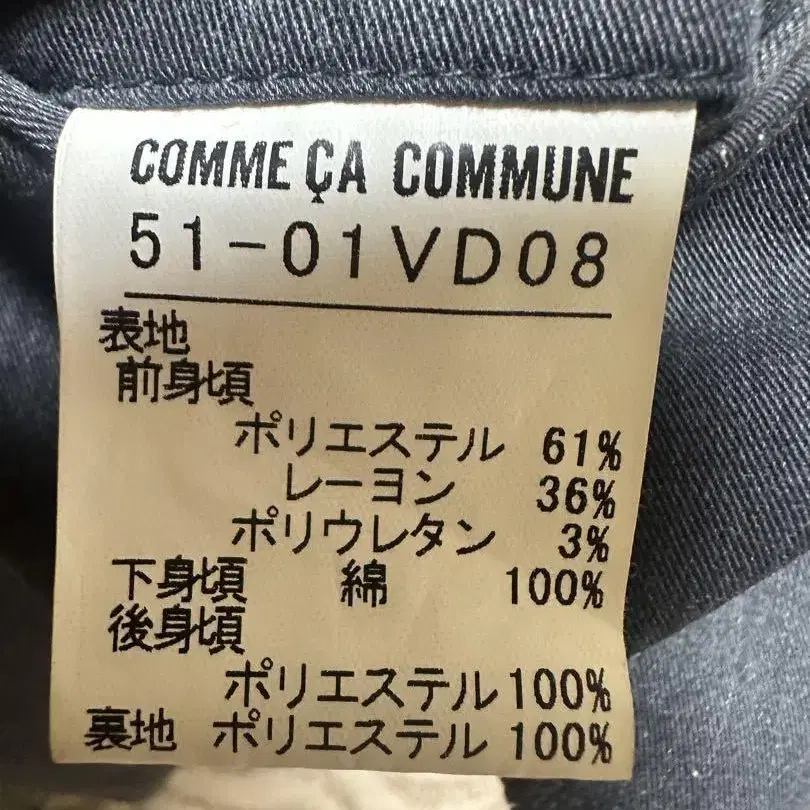 COMME ÇA COMMUNE
51-01VD08
表地
前身頃
ポリエステル 61%
レーヨン 36%
ポリウレタン 3%
下身頃 綿 100%
後身頃
ポリエステル 100%
裏地 ポリエステル 100%